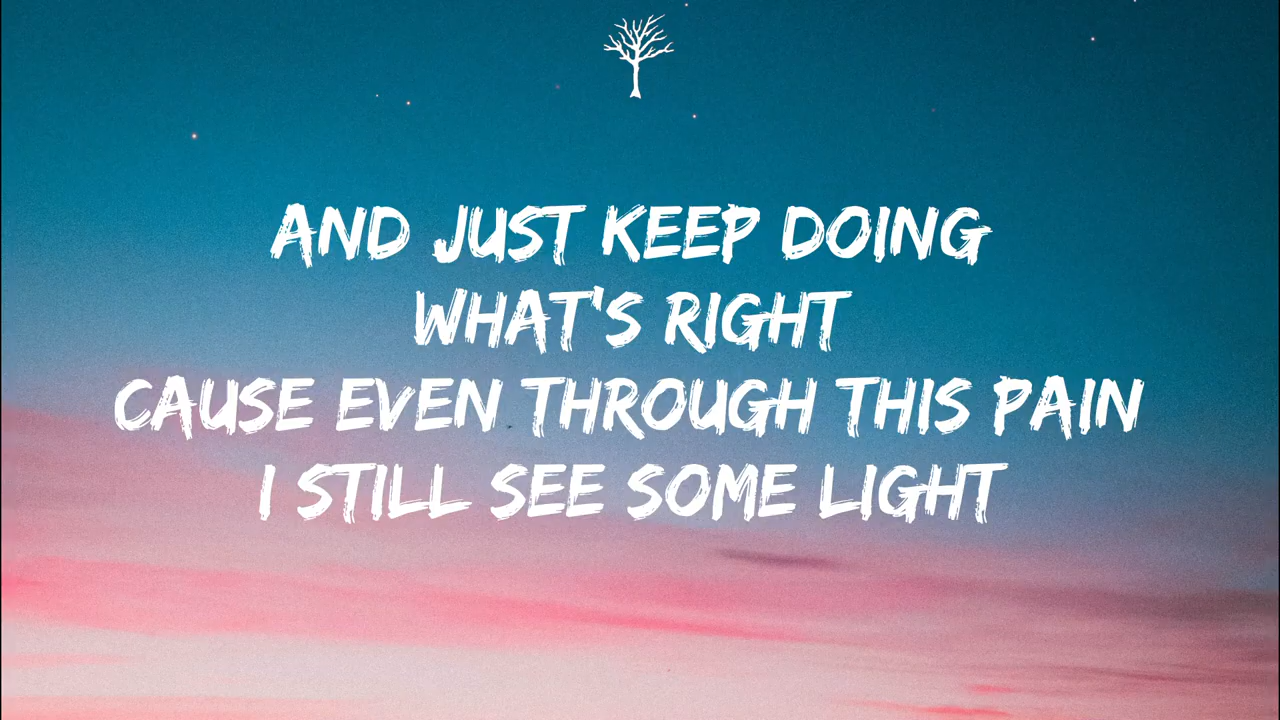 AND JUST KEEP DOING
WHAT'S RIGHT
CAUSE EVEN THROUGH THIS PAIN
I STILL SEE SOME LIGHT